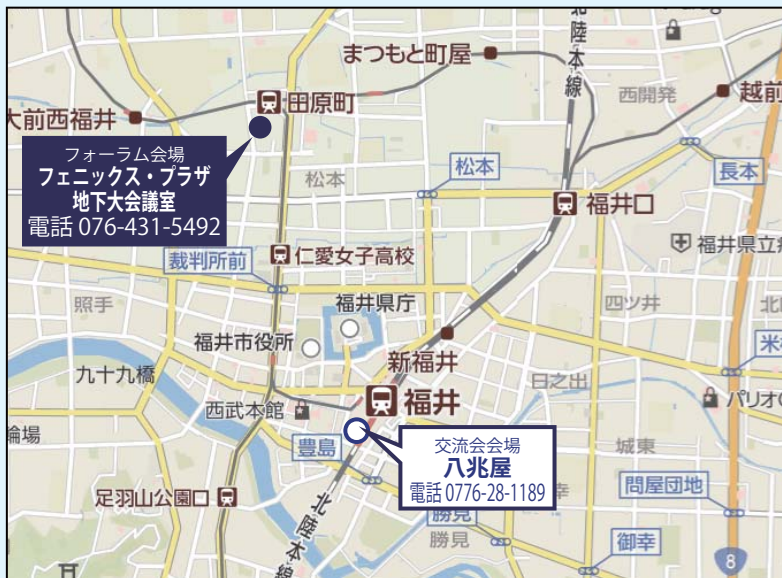 北陸本線
まつもと町屋
西開発
越前
田原町
大前西福井
フォーラム会場
フェニックス・プラザ
地下大会議室
電話 076-431-5492
松本
松本
長本
福井口
仁愛女子高校
福井県立
裁判所前
照手
福井県庁
四ツ井
福井市役所
新福井
九十九橋
日之出
パリオ
西武本館
福井
輪場
豊島
交流会会場
八兆屋
電話 0776-28-1189
城東
足羽山公園口
問屋団地
勝見
勝見
幸
御幸
北陸本線
8